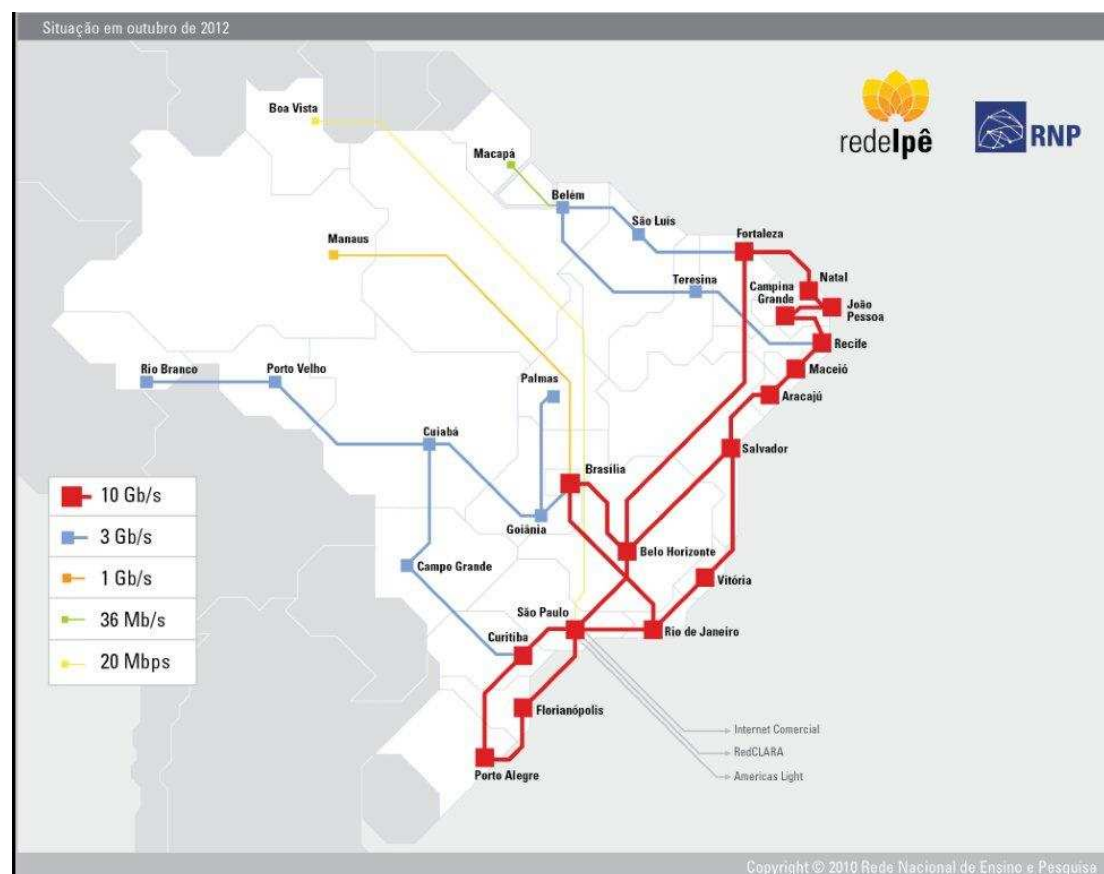 Situação em outubro de 2012
redeIpê
RNP
Boa Vista
Macapá
Belém
São Luís
Fortaleza
Manaus
Teresina
Campina
Grande
Natal
João
Pessoa
Recife
Maceió
Aracajú
Rio Branco
Porto Velho
Palmas
Cuiabá
Salvador
Brasília
Goiânia
Campo Grande
Belo Horizonte
Vitória
São Paulo
Rio de Janeiro
Curitiba
Florianópolis
Porto Alegre
10 Gb/s
3 Gb/s
1 Gb/s
36 Mb/s
20 Mbps
Internet Comercial
RedCLARA
Americas Light
Copyright © 2010 Rede Nacional de Ensino e Pesquisa